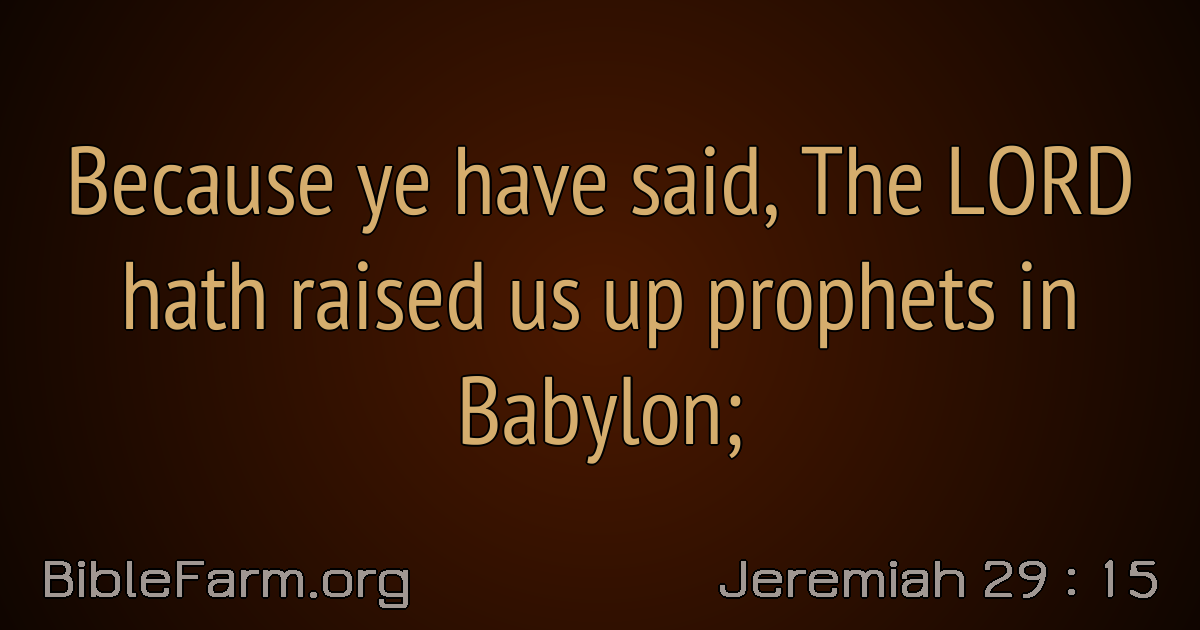 Because ye have said, The LORD
hath raised us up prophets in
Babylon;
BibleFarm.org
Jeremiah 29 : 15